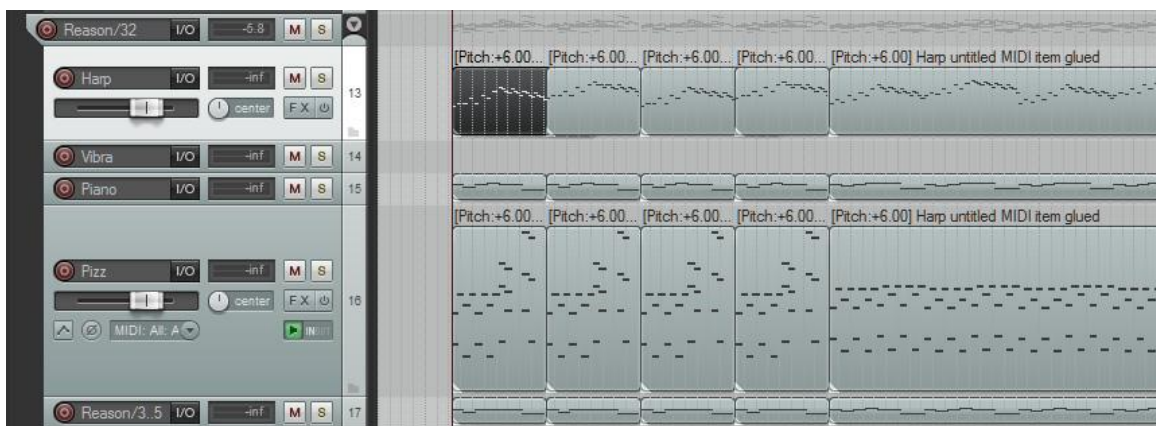 Reason/32 I/O -5.8 M S
[Pitch:+6.00... [Pitch:+6.00... [Pitch:+6.00... [Pitch:+6.00... [Pitch:+6.00] Harp untitled MIDI item glued
Harp I/O -inf M S
13
center FX
Vibra I/O -inf M S 14
Piano I/O -inf M S 15
[Pitch:+6.00... [Pitch:+6.00... [Pitch:+6.00... [Pitch:+6.00... [Pitch:+6.00] Harp untitled MIDI item glued
Pizz I/O -inf M S
center FX 16
MIDI: All: A IN
Reason/3..5 I/O -inf M S 17